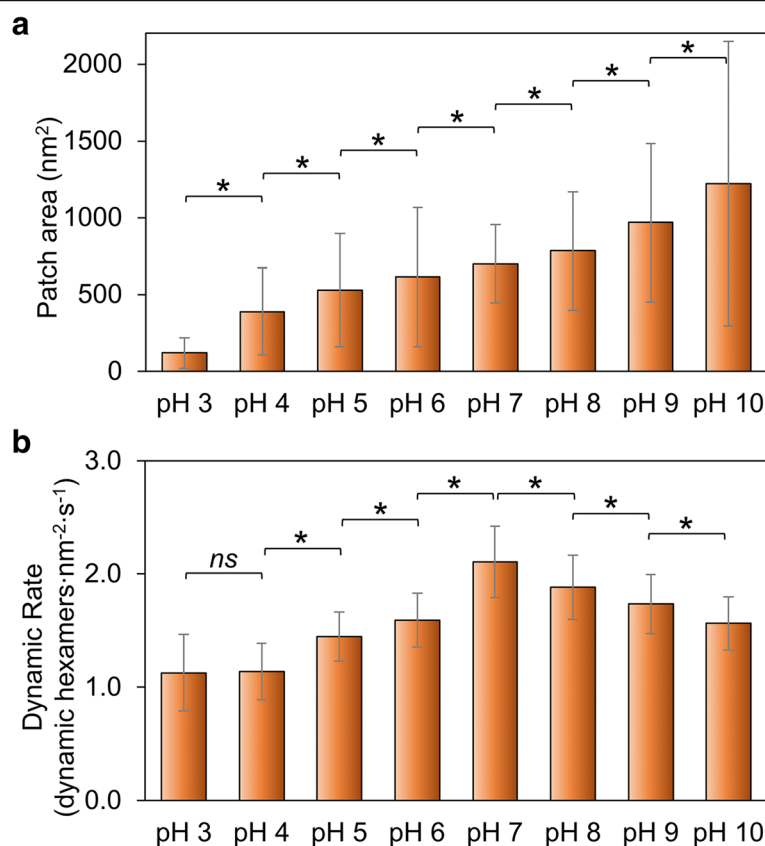 a
Patch area (nm²)
2000
1500
1000
500
0
* * * * * * *
pH 3 pH 4 pH 5 pH 6 pH 7 pH 8 pH 9 pH 10
b
Dynamic Rate
(dynamic hexamers·nm⁻²·s⁻¹)
3.0
2.0
1.0
0.0
ns * * * * * *
pH 3 pH 4 pH 5 pH 6 pH 7 pH 8 pH 9 pH 10